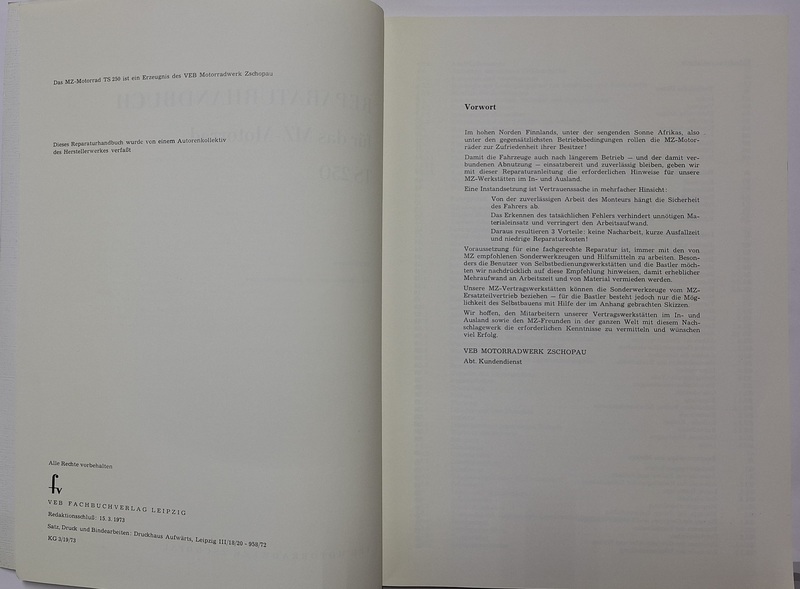 Das MZ-Motorrad TS 250 ist ein Erzeugnis des VEB Motorradwerk Zschopau
Dieses Reparaturhandbuch wurde von einem Autorenkollektiv
des Herstellerwerkes verfaßt
Alle Rechte vorbehalten
fv
VEB FACHBUCHVERLAG LEIPZIG
Redaktionsschluß: 15. 3. 1973
Satz, Druck und Bindearbeiten: Druckhaus Aufwärts, Leipzig III/18/20 - 958/72
KG 3/19/73
Vorwort
Im hohen Norden Finnlands, unter der sengenden Sonne Afrikas, also
unter den gegensätzlichsten Betriebsbedingungen rollen die MZ-Motor-
räder zur Zufriedenheit ihrer Besitzer!
Damit die Fahrzeuge auch nach längerem Betrieb – und der damit ver-
bundenen Abnutzung – einsatzbereit und zuverlässig bleiben, geben wir
mit dieser Reparaturanleitung die erforderlichen Hinweise für unsere
MZ-Werkstätten im In- und Ausland.
Eine Instandsetzung ist Vertrauenssache in mehrfacher Hinsicht:
Von der zuverlässigen Arbeit des Monteurs hängt die Sicherheit
des Fahrers ab.
Das Erkennen des tatsächlichen Fehlers verhindert unnötigen Ma-
terialeinsatz und verringert den Arbeitsaufwand.
Daraus resultieren 3 Vorteile: keine Nacharbeit, kurze Ausfallzeit
und niedrige Reparaturkosten!
Voraussetzung für eine fachgerechte Reparatur ist, immer mit den von
MZ empfohlenen Sonderwerkzeugen und Hilfsmitteln zu arbeiten. Beson-
ders die Benutzer von Selbstbedienungswerkstätten und die Bastler möch-
ten wir nachdrücklich auf diese Empfehlung hinweisen, damit erheblicher
Mehraufwand an Arbeitszeit und von Material vermieden werden.
Unsere MZ-Vertragswerkstätten können die Sonderwerkzeuge vom MZ-
Ersatzteilvertrieb beziehen – für die Bastler besteht jedoch nur die Mög-
lichkeit des Selbstbauens mit Hilfe der im Anhang gebrachten Skizzen.
Wir hoffen, den Mitarbeitern unserer Vertragswerkstätten im In- und
Ausland sowie den MZ-Freunden in der ganzen Welt mit diesem Nach-
schlagewerk die erforderlichen Kenntnisse zu vermitteln und wünschen
viel Erfolg.
VEB MOTORRADWERK ZSCHOPAU
Abt. Kundendienst